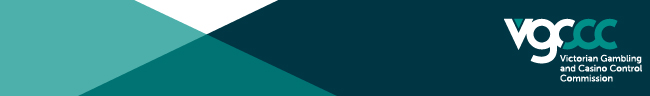 vgccc
Victorian Gambling
and Casino Control
Commission